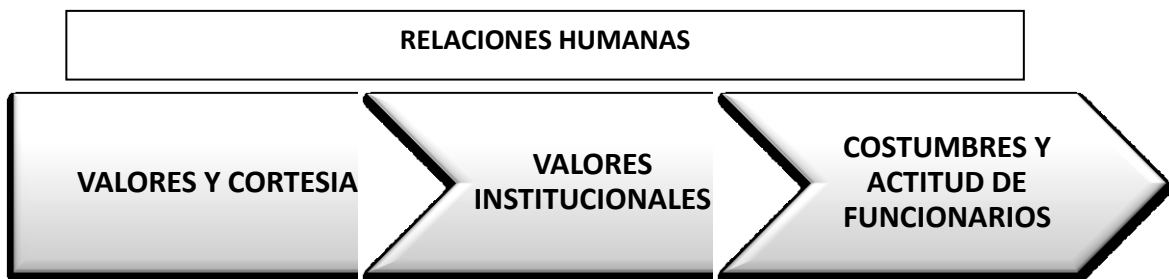 RELACIONES HUMANAS
VALORES Y CORTESIA
VALORES
INSTITUCIONALES
COSTUMBRES Y
ACTITUD DE
FUNCIONARIOS